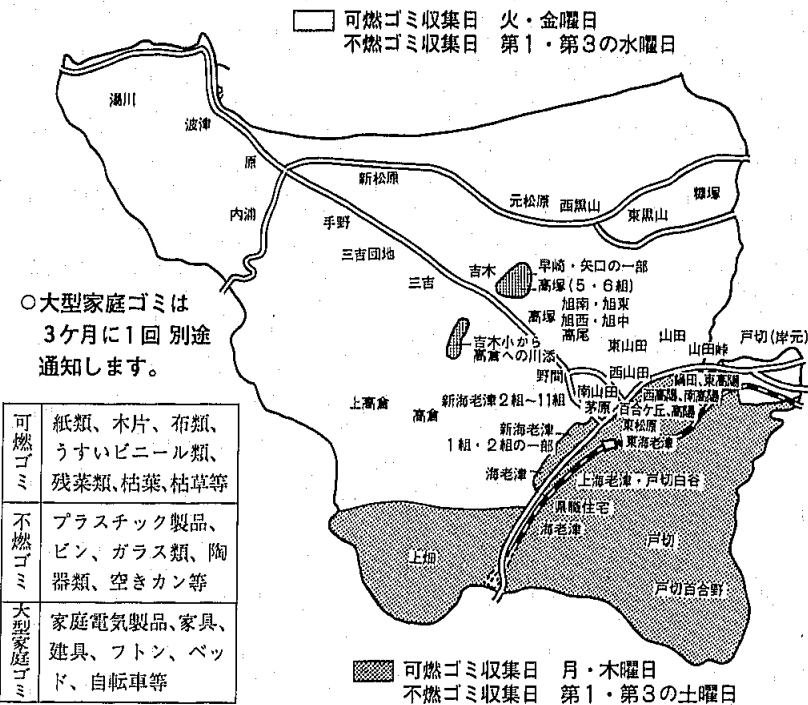 可燃ゴミ収集日 火・金曜日
不燃ゴミ収集日 第1・第3の水曜日
湯川
波津
原
内浦
新松原
手野
三吉団地
三吉
元松原
西黒山
東黒山
糠塚
吉木
早崎・矢口の一部
高塚(5・6組)
高塚
旭南・旭東
旭西・旭中
高尾
吉木小から
高倉への川添
東山田
山田
山田峠
戸切(岸元)
野間
西山田
鍋田、東高陽
南山田
西高陽、南高陽
上高倉
高倉
新海老津2組~11組
茅原
百合ケ丘、高陽
東松原
新海老津
1組・2組の一部
東海老津
海老津
上海老津・戸切白谷
県職住宅
海老津
上畑
戸切
戸切百合野
○大型家庭ゴミは
3ケ月に1回 別途
通知します。
可燃ゴミ
紙類、木片、布類、
うすいビニール類、
残菜類、枯葉、枯草等
不燃ゴミ
プラスチック製品、
ビン、ガラス類、陶
器類、空きカン等
大型家庭ゴミ
家庭電気製品、家具、
建具、フトン、ベッ
ド、自転車等
可燃ゴミ収集日 月・木曜日
不燃ゴミ収集日 第1・第3の土曜日